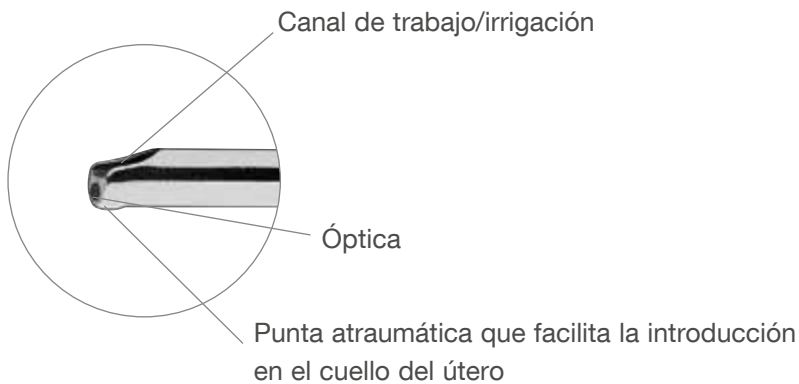 Canal de trabajo/irrigación
Óptica
Punta atraumática que facilita la introducción
en el cuello del útero